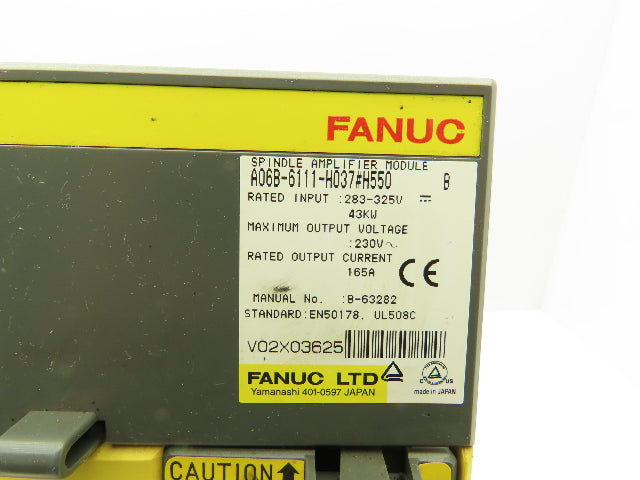 FANUC
SPINDLE AMPLIFIER MODULE
A06B-6111-H037#H550 B
RATED INPUT :283-325V
43KW
MAXIMUM OUTPUT VOLTAGE
:230V~
RATED OUTPUT CURRENT
165A
CE
MANUAL No. :B-63282
STANDARD:EN50178, UL508C
V02X03625
FANUC LTD
Yamanashi 401-0597 JAPAN
C US
made in JAPAN
CAUTION